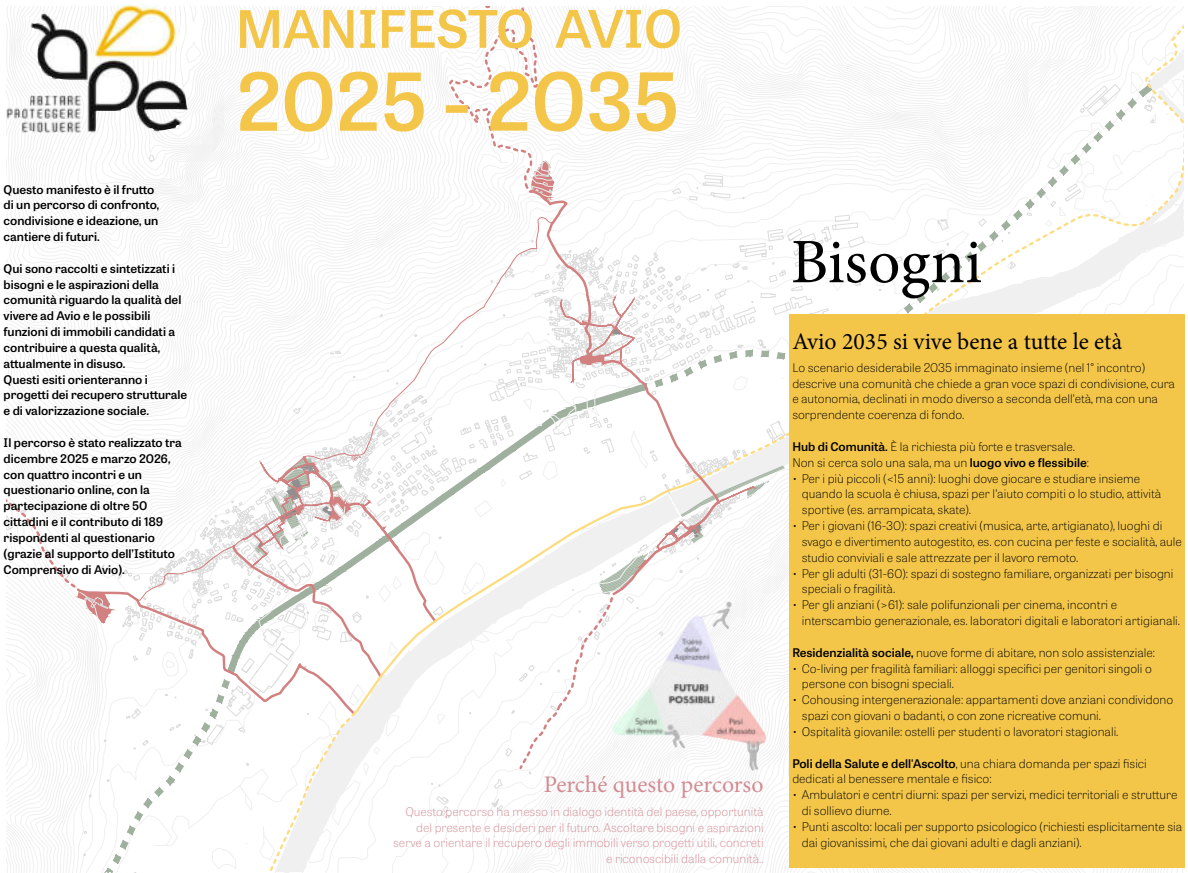 MANIFESTO AVIO
2025 - 2035
aPe
ABITARE
PROTEGGERE
EVOLUERE
Questo manifesto è il frutto
di un percorso di confronto,
condivisione e ideazione, un
cantiere di futuri.
Qui sono raccolti e sintetizzati i
bisogni e le aspirazioni della
comunità riguardo la qualità del
vivere ad Avio e le possibili
funzioni di immobili candidati a
contribuire a questa qualità,
attualmente in disuso.
Questi esiti orienteranno i
progetti dei recupero strutturale
e di valorizzazione sociale.
Il percorso è stato realizzato tra
dicembre 2025 e marzo 2026,
con quattro incontri e un
questionario online, con la
partecipazione di oltre 50
cittadini e il contributo di 189
rispondenti al questionario
(grazie al supporto dell'Istituto
Comprensivo di Avio).
Traino
delle
Aspirazioni
FUTURI
POSSIBILI
Spinte
del Presente
Pesi
del Passato
Perché questo percorso
Questo percorso ha messo in dialogo identità del paese, opportunità
del presente e desideri per il futuro. Ascoltare bisogni e aspirazioni
serve a orientare il recupero degli immobili verso progetti utili, concreti
e riconoscibili dalla comunità..
Bisogni
Avio 2035 si vive bene a tutte le età
Lo scenario desiderabile 2035 immaginato insieme (nel 1° incontro)
descrive una comunità che chiede a gran voce spazi di condivisione, cura
e autonomia, declinati in modo diverso a seconda dell'età, ma con una
sorprendente coerenza di fondo.
Hub di Comunità. È la richiesta più forte e trasversale.
Non si cerca solo una sala, ma un luogo vivo e flessibile:
• Per i più piccoli (<15 anni): luoghi dove giocare e studiare insieme
quando la scuola è chiusa, spazi per l'aiuto compiti o lo studio, attività
sportive (es. arrampicata, skate).
• Per i giovani (16-30): spazi creativi (musica, arte, artigianato), luoghi di
svago e divertimento autogestito, es. con cucina per feste e socialità, aule
studio conviviali e sale attrezzate per il lavoro remoto.
• Per gli adulti (31-60): spazi di sostegno familiare, organizzati per bisogni
speciali o fragilità.
• Per gli anziani (>61): sale polifunzionali per cinema, incontri e
interscambio generazionale, es. laboratori digitali e laboratori artigianali.
Residenzialità sociale, nuove forme di abitare, non solo assistenziale:
• Co-living per fragilità familiari: alloggi specifici per genitori singoli o
persone con bisogni speciali.
• Cohousing intergenerazionale: appartamenti dove anziani condividono
spazi con giovani o badanti, o con zone ricreative comuni.
• Ospitalità giovanile: ostelli per studenti o lavoratori stagionali.
Poli della Salute e dell'Ascolto, una chiara domanda per spazi fisici
dedicati al benessere mentale e fisico:
• Ambulatori e centri diurni: spazi per servizi, medici territoriali e strutture
di sollievo diurne.
• Punti ascolto: locali per supporto psicologico (richiesti esplicitamente sia
dai giovanissimi, che dai giovani adulti e dagli anziani).